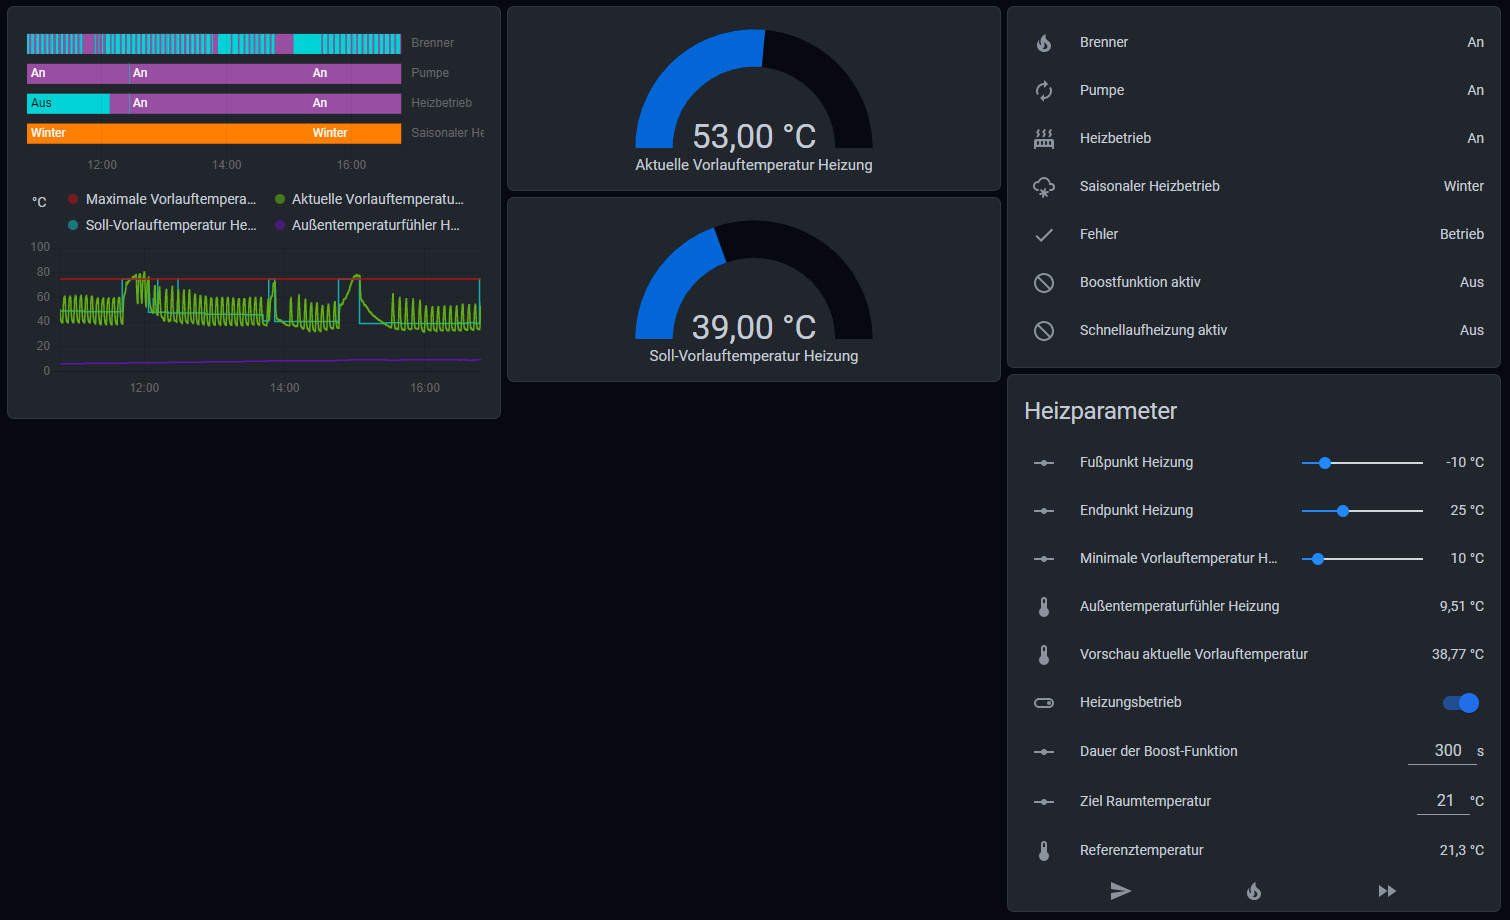 Brenner
An An An Pumpe
Aus An An Heizbetrieb
Winter Winter Saisonaler He
12:00 14:00 16:00
°C
Maximale Vorlauftempera... Aktuelle Vorlauftemperatu...
Soll-Vorlauftemperatur He... Außentemperaturfühler H...
100
80
60
40
20
0
12:00 14:00 16:00
53,00 °C
Aktuelle Vorlauftemperatur Heizung
39,00 °C
Soll-Vorlauftemperatur Heizung
Brenner An
Pumpe An
Heizbetrieb An
Saisonaler Heizbetrieb Winter
Fehler Betrieb
Boostfunktion aktiv Aus
Schnellaufheizung aktiv Aus
Heizparameter
Fußpunkt Heizung -10 °C
Endpunkt Heizung 25 °C
Minimale Vorlauftemperatur H... 10 °C
Außentemperaturfühler Heizung 9,51 °C
Vorschau aktuelle Vorlauftemperatur 38,77 °C
Heizungsbetrieb
Dauer der Boost-Funktion 300 s
Ziel Raumtemperatur 21 °C
Referenztemperatur 21,3 °C